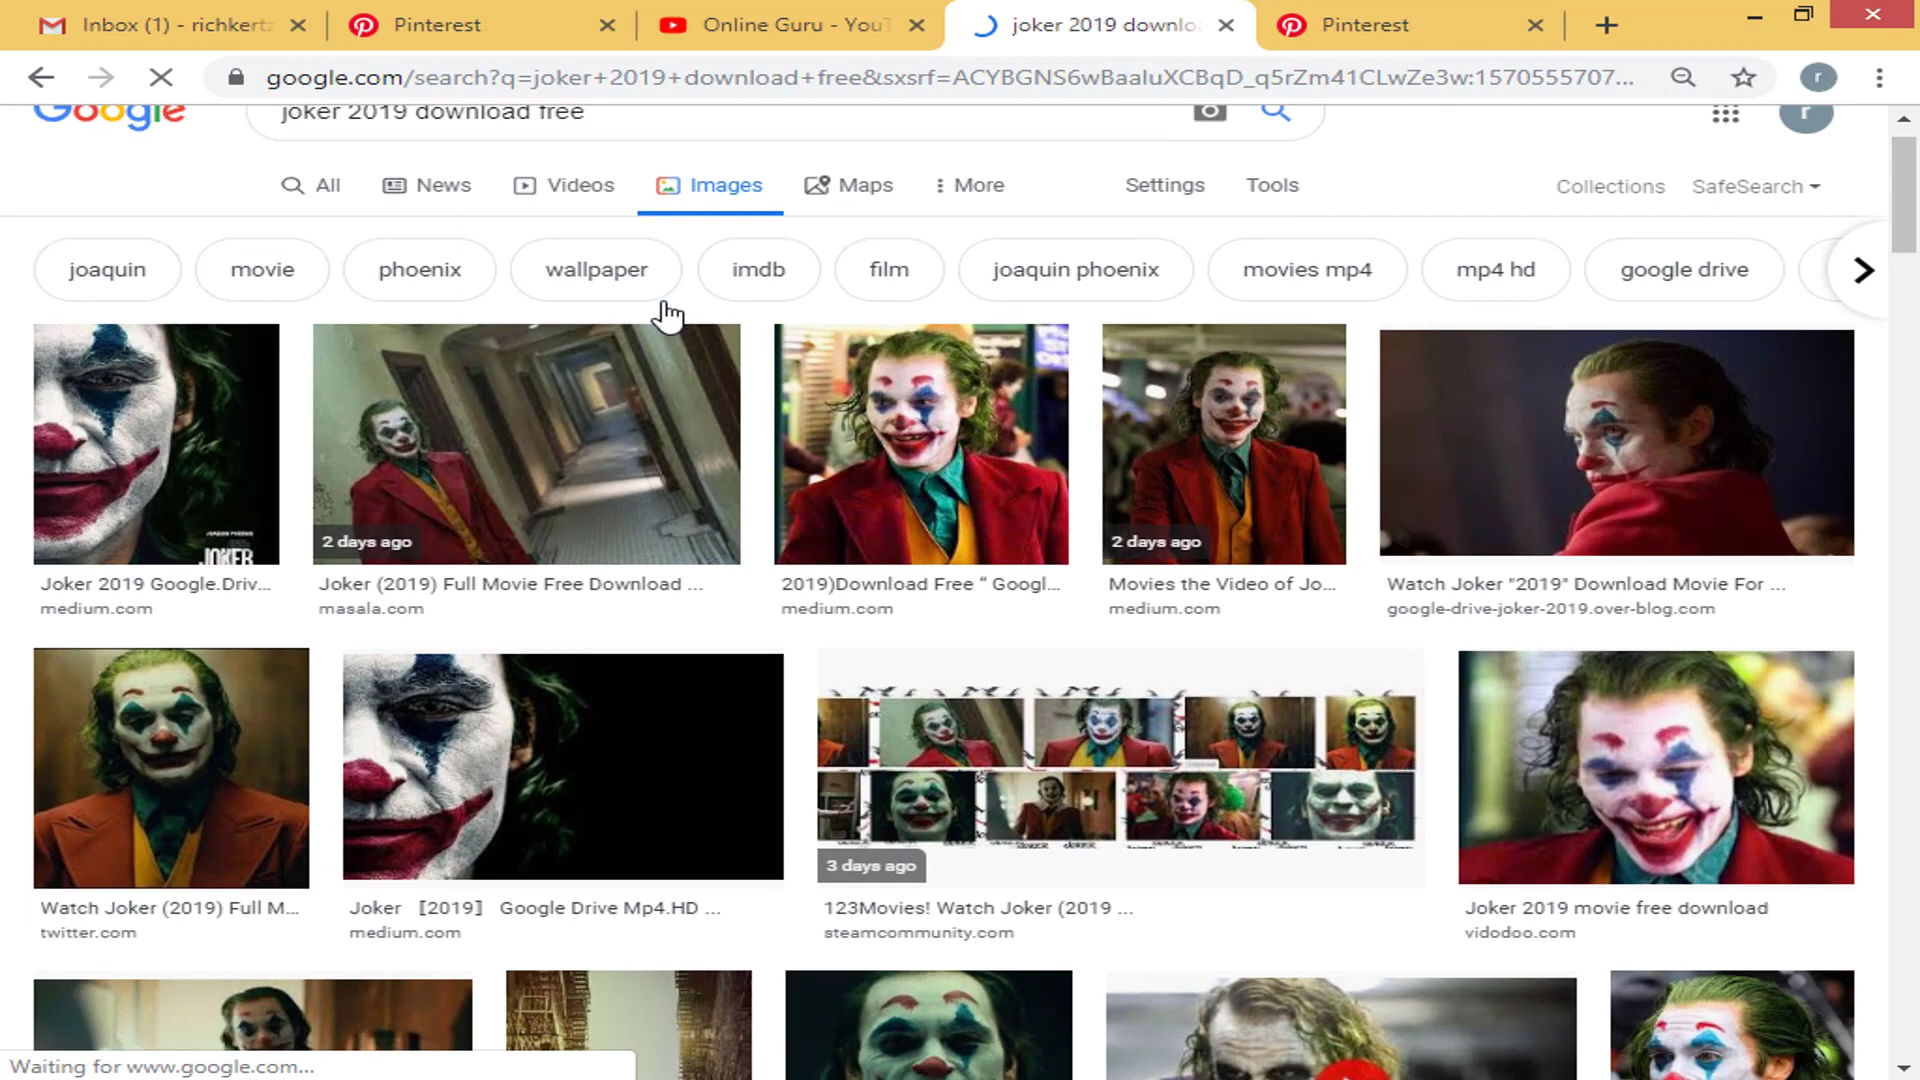 Inbox (1) - richkert
Pinterest
Online Guru - YouT
joker 2019 downlo
Pinterest
google.com/search?q=joker+2019+download+free&sxsrf=ACYBGNS6wBaaluXCBqD_q5rZm41CLwZe3w:1570555707...
r
Google
joker 2019 download free
r
All
News
Videos
Images
Maps
More
Settings
Tools
Collections
SafeSearch
joaquin
movie
phoenix
wallpaper
imdb
film
joaquin phoenix
movies mp4
mp4 hd
google drive
JOAQUIN PHOENIX
JOKER
2 days ago
2 days ago
Joker 2019 Google.Driv...
medium.com
Joker (2019) Full Movie Free Download ...
masala.com
2019)Download Free “ Googl...
medium.com
Movies the Video of Jo...
medium.com
Watch Joker "2019" Download Movie For ...
google-drive-joker-2019.over-blog.com
3 days ago
Watch Joker (2019) Full M...
twitter.com
Joker 【2019】 Google Drive Mp4.HD ...
medium.com
123Movies! Watch Joker (2019 ...
steamcommunity.com
Joker 2019 movie free download
vidodoo.com
Waiting for www.google.com...